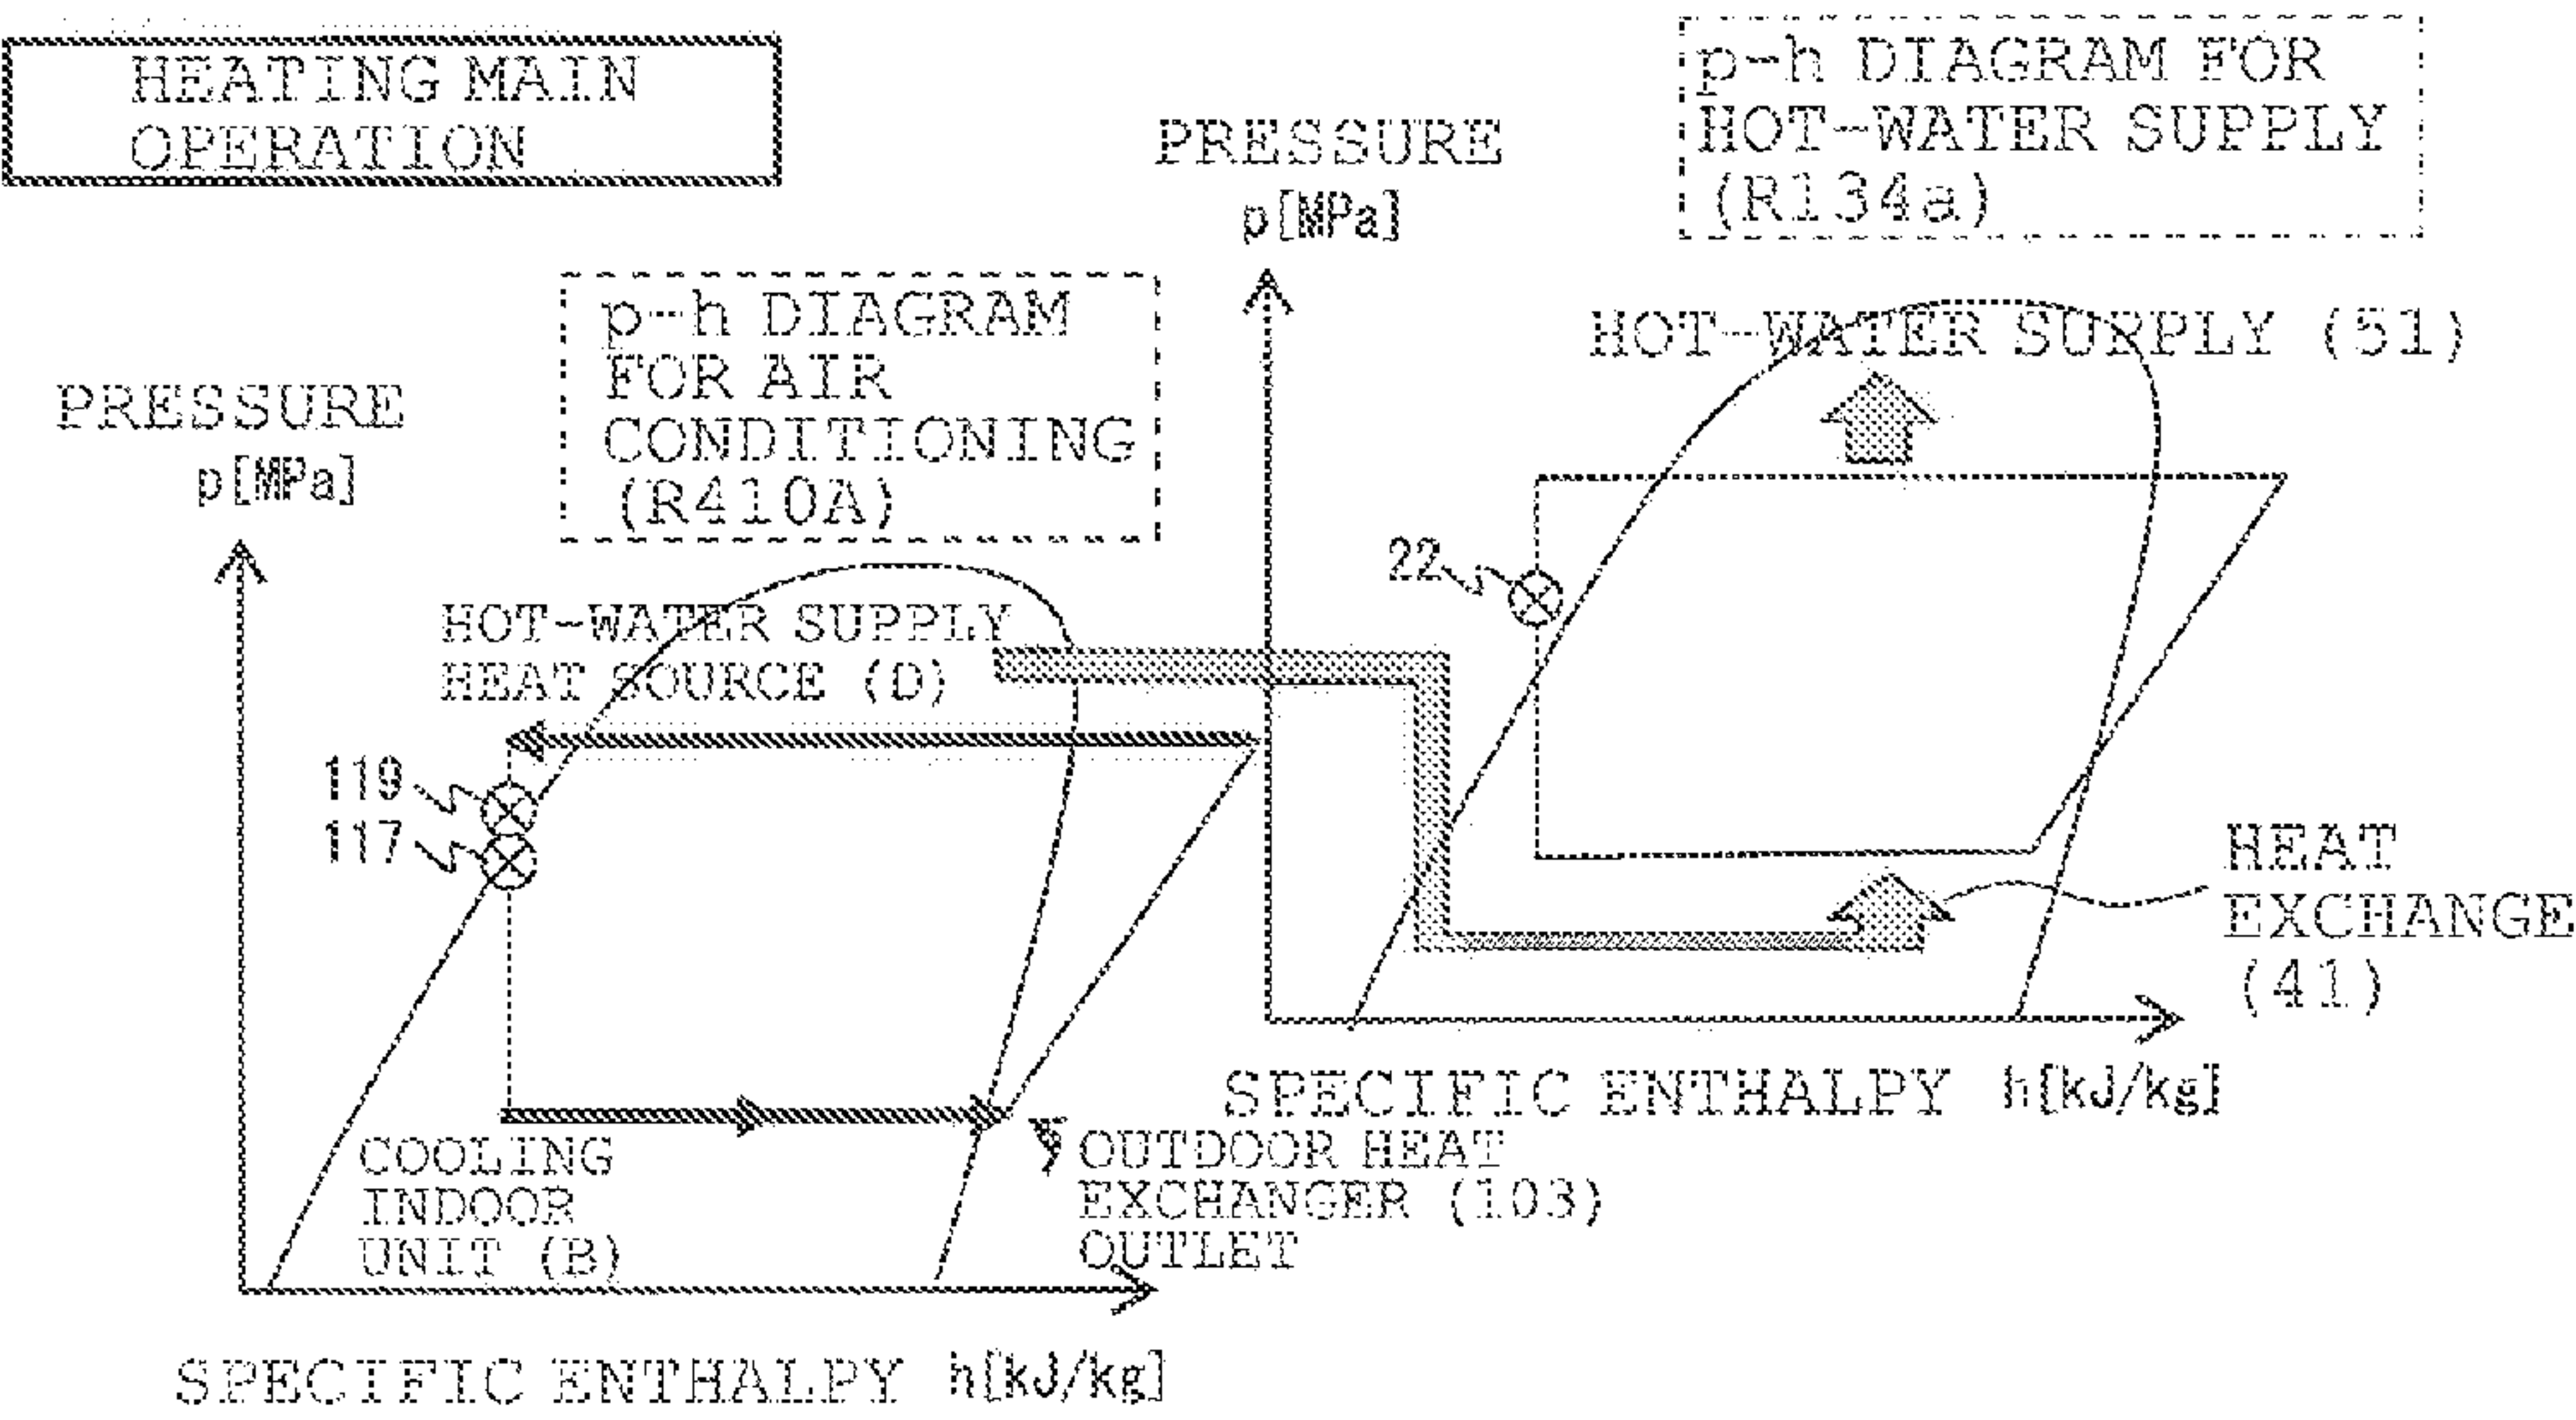 HEATING MAIN
OPERATION
p-h DIAGRAM FOR
HOT-WATER SUPPLY
(R134a)
PRESSURE
p[MPa]
p-h DIAGRAM
FOR AIR
CONDITIONING
(R410A)
HOT-WATER SUPPLY (51)
PRESSURE
p[MPa]
22
HOT-WATER SUPPLY
HEAT SOURCE (D)
119
117
HEAT
EXCHANGE
(41)
SPECIFIC ENTHALPY h[kJ/kg]
COOLING
INDOOR
UNIT (B)
OUTDOOR HEAT
EXCHANGER (103)
OUTLET
SPECIFIC ENTHALPY h[kJ/kg]